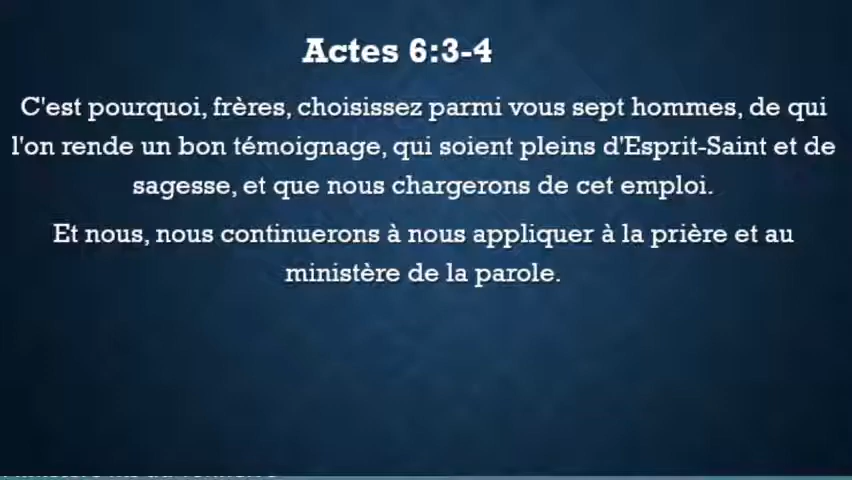 Actes 6:3-4
C'est pourquoi, frères, choisissez parmi vous sept hommes, de qui
l'on rende un bon témoignage, qui soient pleins d'Esprit-Saint et de
sagesse, et que nous chargerons de cet emploi.
Et nous, nous continuerons à nous appliquer à la prière et au
ministère de la parole.